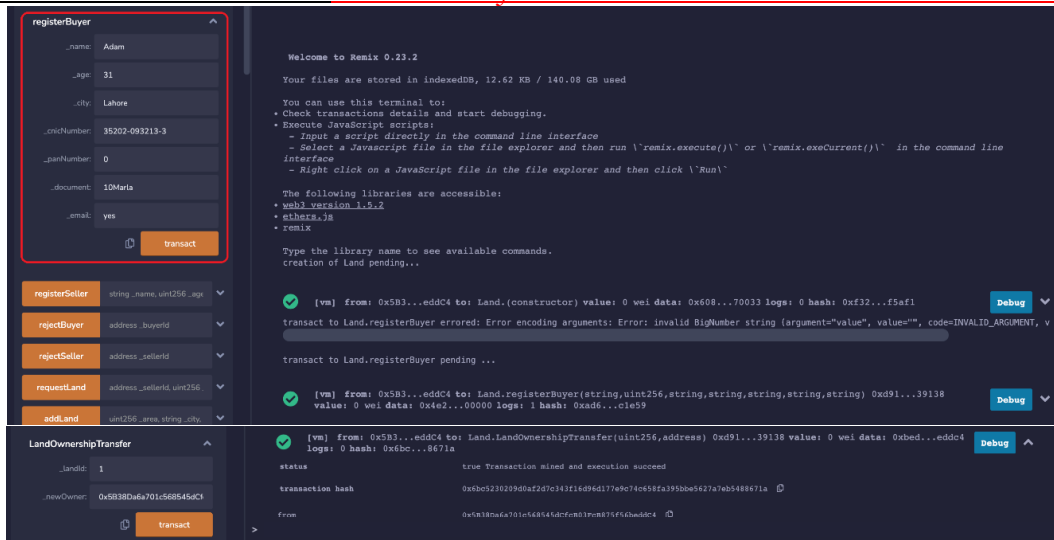 registerBuyer
_name: Adam
_age: 31
_city: Lahore
_cnicNumber: 35202-093213-3
_panNumber: 0
_document: 10Marla
_email: yes
transact
registerSeller string _name, uint256 _age
rejectBuyer address _buyerId
rejectSeller address _sellerId
requestLand address _sellerId, uint256_
addLand uint256 _area, string _city,
Welcome to Remix 0.23.2
Your files are stored in indexedDB, 12.62 KB / 140.08 GB used
You can use this terminal to:
• Check transactions details and start debugging.
• Execute JavaScript scripts:
- Input a script directly in the command line interface
- Select a Javascript file in the file explorer and then run \`remix.execute()\` or \`remix.exeCurrent()\` in the command line
interface
- Right click on a JavaScript file in the file explorer and then click \`Run\`
The following libraries are accessible:
• web3 version 1.5.2
• ethers.js
• remix
Type the library name to see available commands.
creation of Land pending...
[vm] from: 0x5B3...eddC4 to: Land.(constructor) value: 0 wei data: 0x608...70033 logs: 0 hash: 0xf32...f5af1
Debug
transact to Land.registerBuyer errored: Error encoding arguments: Error: invalid BigNumber string (argument="value", value="", code=INVALID_ARGUMENT, v
transact to Land.registerBuyer pending ...
[vm] from: 0x5B3...eddC4 to: Land.registerBuyer(string,uint256,string,string,string,string,string) 0xd91...39138
value: 0 wei data: 0x4e2...00000 logs: 1 hash: 0xad6...c1e59
Debug
LandOwnershipTransfer
_landId: 1
_newOwner: 0x5B38Da6a701c568545dCf
transact
[vm] from: 0x5B3...eddC4 to: Land.LandOwnershipTransfer(uint256,address) 0xd91...39138 value: 0 wei data: 0xbed...eddc4
logs: 0 hash: 0x6bc...8671a
Debug
status true Transaction mined and execution succeed
transaction hash 0x6bc5230209d0af2d7c343f16d96d177e9c74c658fa395bbe5627a7eb5488671a
from 0x5B38Da6a701c568545dCfcB03FcB875f56beddC4
>